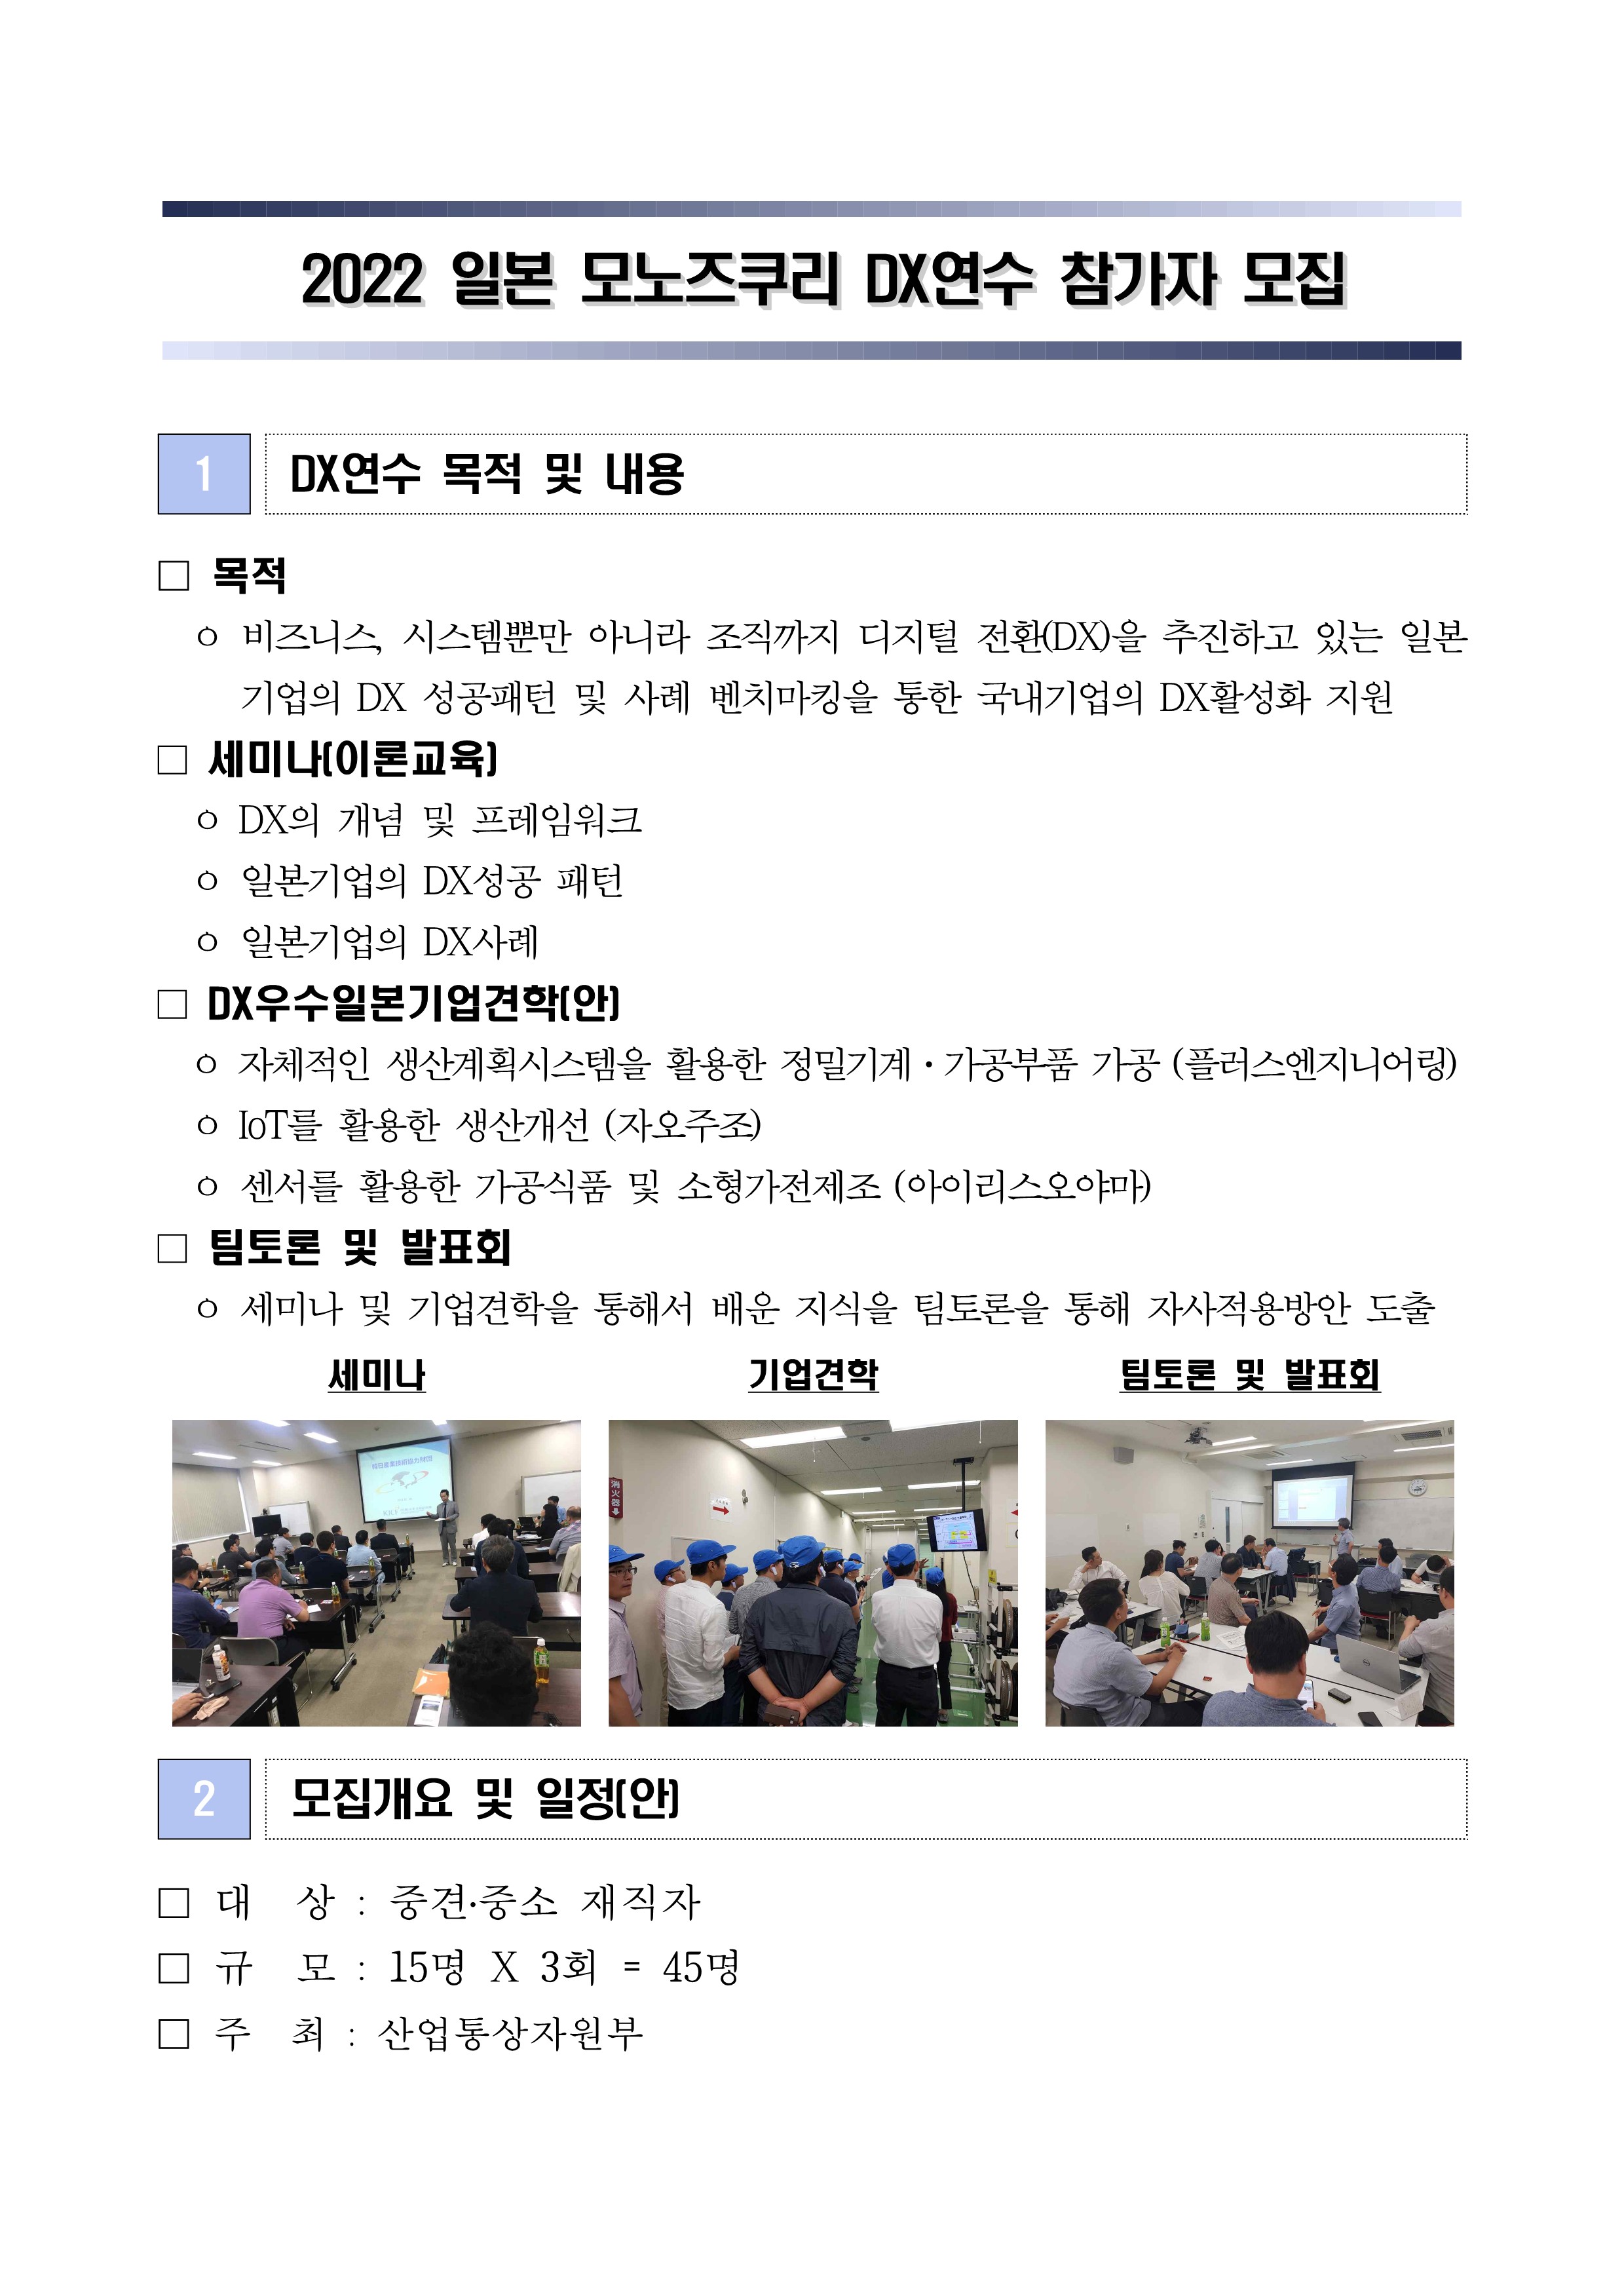 2022 일본 모노즈쿠리 DX연수 참가자 모집
1 DX연수 목적 및 내용
□ 목적
ㅇ 비즈니스, 시스템뿐만 아니라 조직까지 디지털 전환(DX)을 추진하고 있는 일본
기업의 DX 성공패턴 및 사례 벤치마킹을 통한 국내기업의 DX활성화 지원
□ 세미나(이론교육)
ㅇ DX의 개념 및 프레임워크
ㅇ 일본기업의 DX성공 패턴
ㅇ 일본기업의 DX사례
□ DX우수일본기업견학(안)
ㅇ 자체적인 생산계획시스템을 활용한 정밀기계・가공부품 가공 (플러스엔지니어링)
ㅇ IoT를 활용한 생산개선 (자오주조)
ㅇ 센서를 활용한 가공식품 및 소형가전제조 (아이리스오야마)
□ 팀토론 및 발표회
ㅇ 세미나 및 기업견학을 통해서 배운 지식을 팀토론을 통해 자사적용방안 도출
세미나 기업견학 팀토론 및 발표회
韓日産業技術協力財団
消火器
2 모집개요 및 일정(안)
□ 대 상 : 중견·중소 재직자
□ 규 모 : 15명 X 3회 = 45명
□ 주 최 : 산업통상자원부